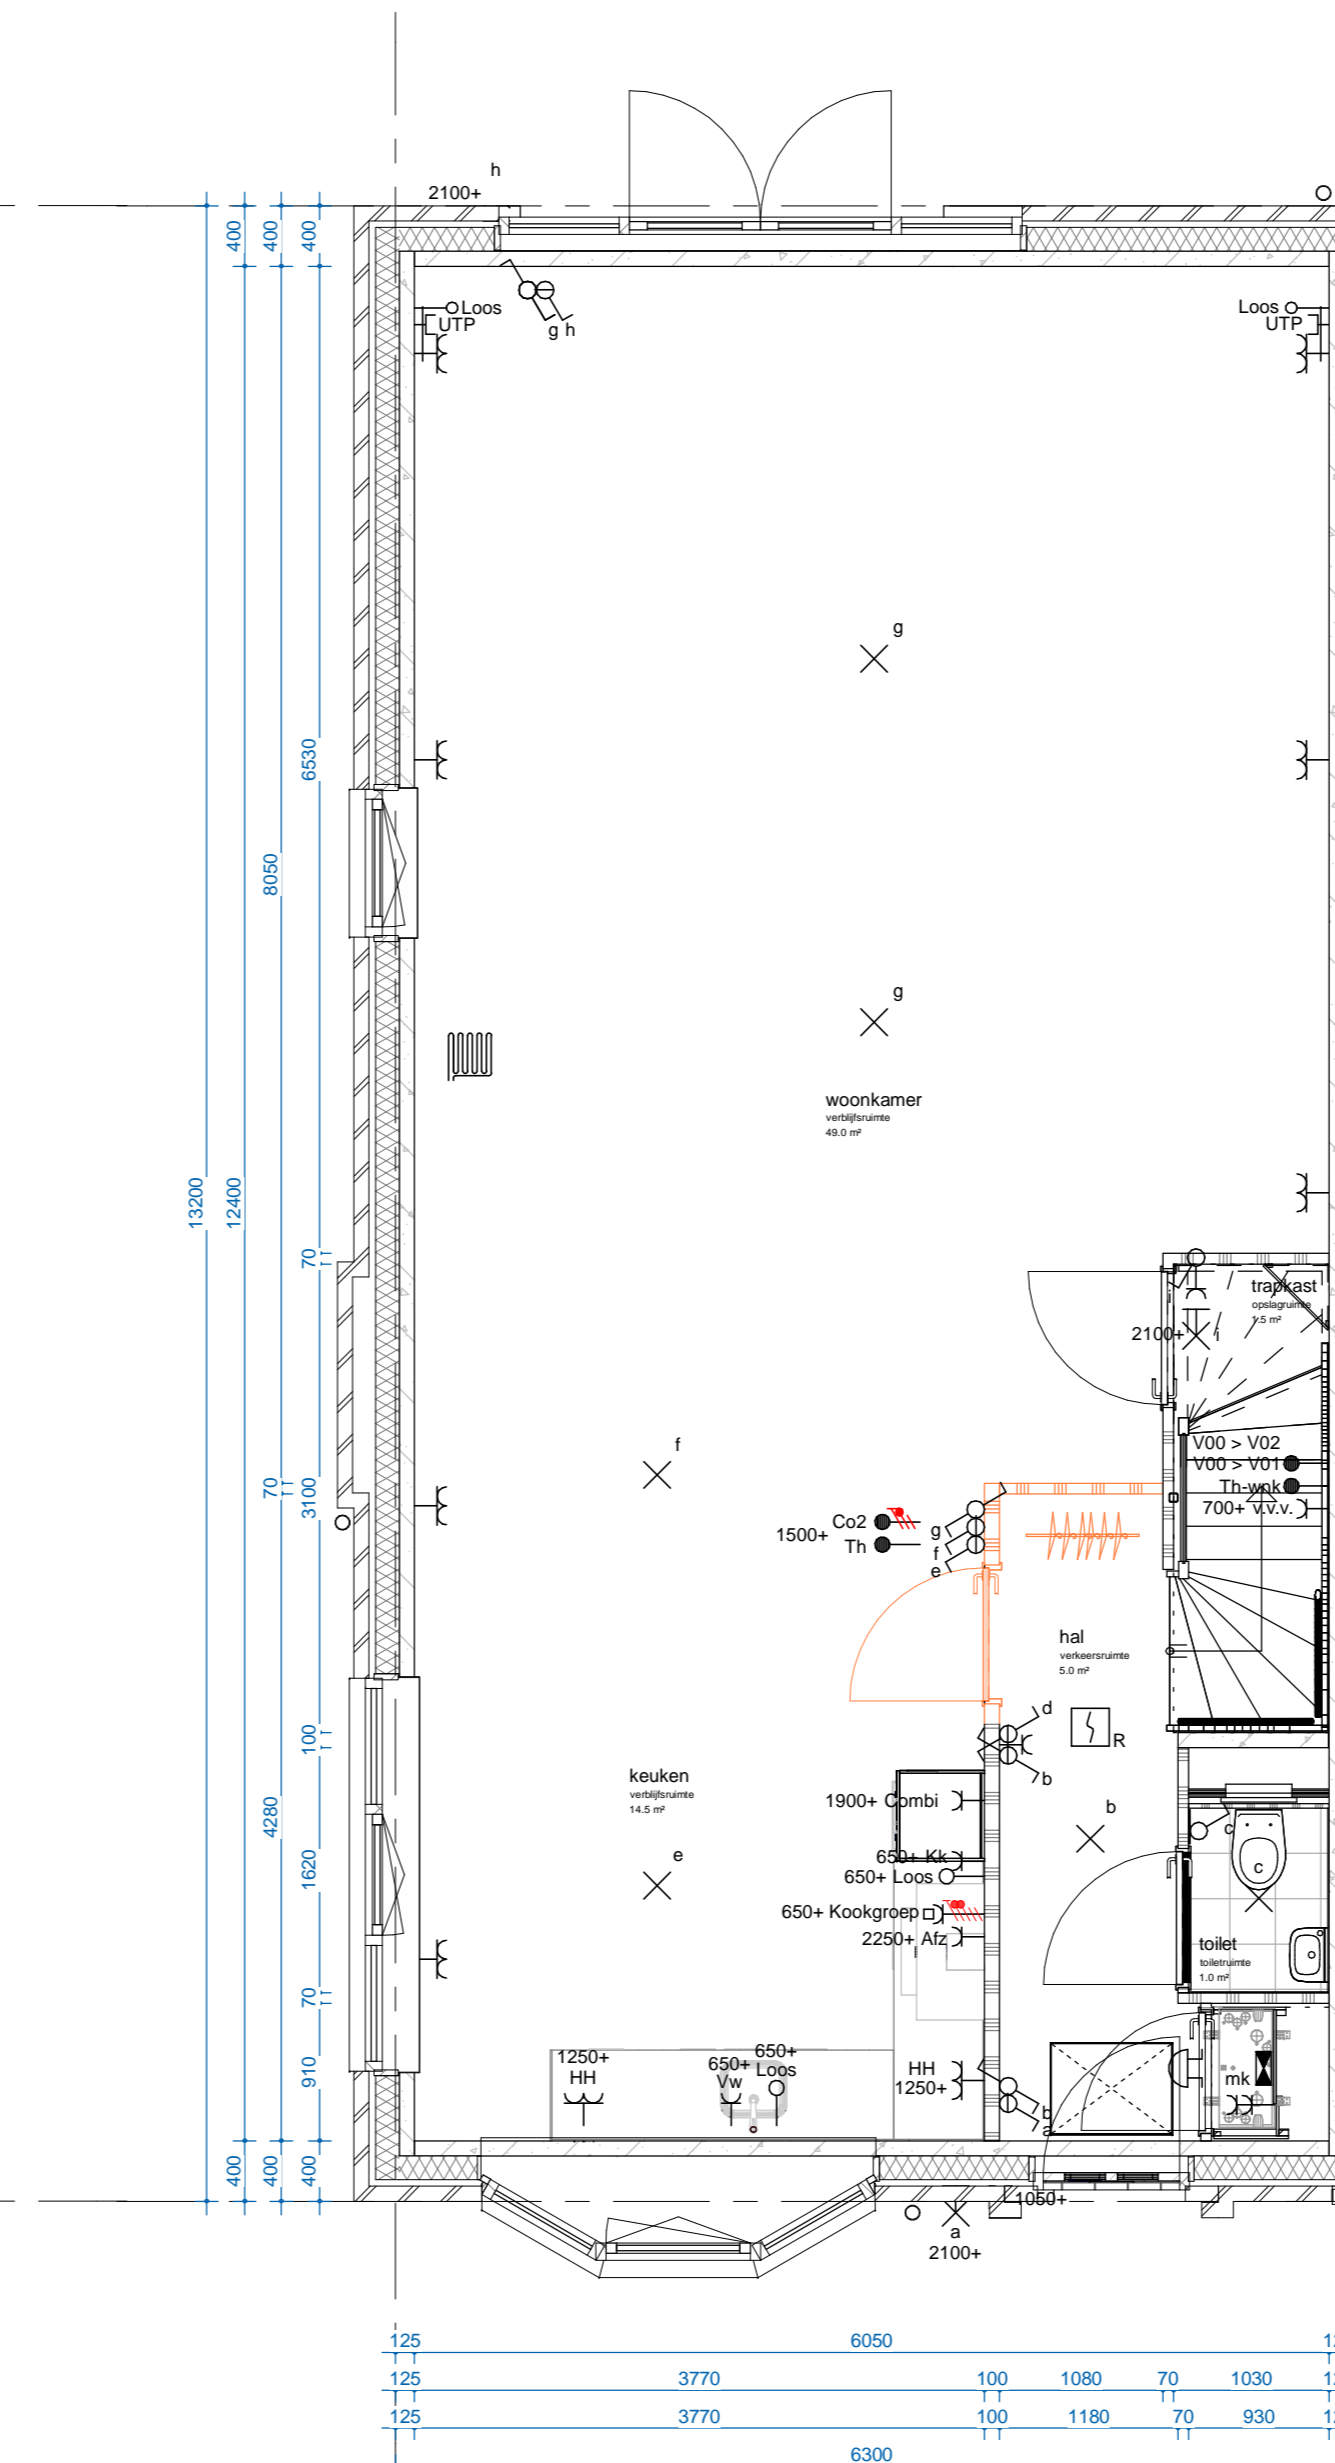 h
2100+
400
400
400
Loos
UTP
g h
Loos
UTP
g
6530
8050
g
woonkamer
verblijfsruimte
49.0 m²
13200
12400
70
trapkast
opslagruimte
1.5 m²
i
2100+
i
f
V00 > V02
V00 > V01
Th-wnk
700+ v.v.v.
70
3100
1500+
Co2
Th
g
f
e
hal
verkeersruimte
5.0 m²
d
R
b
100
keuken
verblijfsruimte
14.5 m²
1900+ Combi
b
4280
1620
e
650+ Kk
650+ Loos
c
c
650+ Kookgroep
2250+ Afz
toilet
toiletruimte
1.0 m²
70
910
1250+
HH
650+
Vw
650+
Loos
HH
1250+
mk
b
a
400
400
400
1050+
a
2100+
125
6050
125
3770
100
1080
70
1030
125
3770
100
1180
70
930
6300